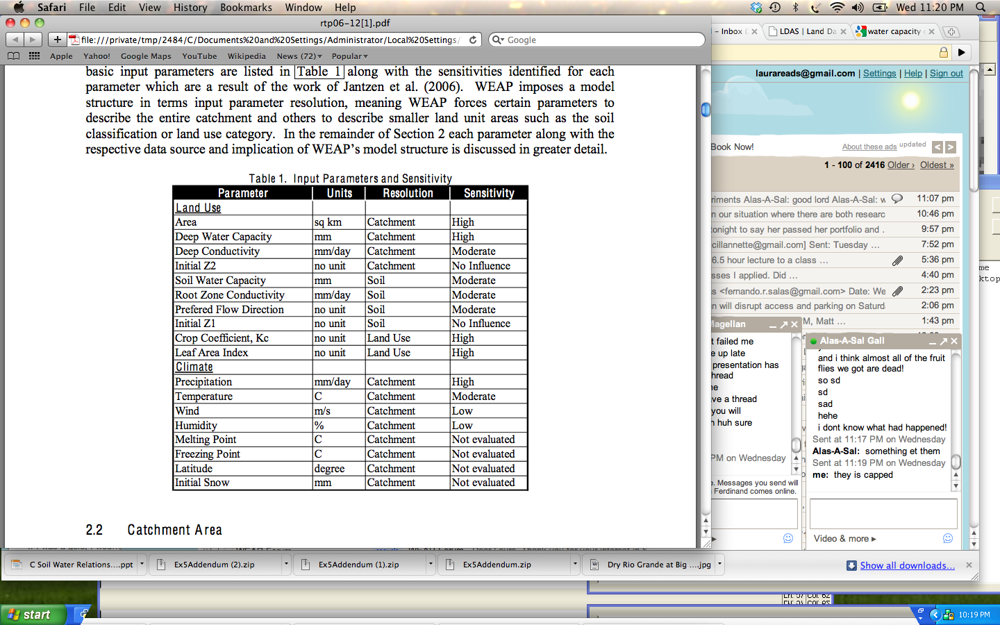 Safari File Edit View History Bookmarks Window Help
Wed 11:20 PM
rtp06-12[1].pdf
file:///private/tmp/2484/C/Documents%20and%20Settings/Administrator/Local%20Settings/
Google
Apple Yahoo! Google Maps YouTube Wikipedia News (72) Popular
basic input parameters are listed in Table 1 along with the sensitivities identified for each
parameter which are a result of the work of Jantzen et al. (2006). WEAP imposes a model
structure in terms input parameter resolution, meaning WEAP forces certain parameters to
describe the entire catchment and others to describe smaller land unit areas such as the soil
classification or land use category. In the remainder of Section 2 each parameter along with the
respective data source and implication of WEAP's model structure is discussed in greater detail.
Table 1. Input Parameters and Sensitivity
Parameter Units Resolution Sensitivity
Land Use
Area sq km Catchment High
Deep Water Capacity mm Catchment High
Deep Conductivity mm/day Catchment Moderate
Initial Z2 no unit Catchment No Influence
Soil Water Capacity mm Soil Moderate
Root Zone Conductivity mm/day Soil Moderate
Prefered Flow Direction no unit Soil Moderate
Initial Z1 no unit Soil No Influence
Crop Coefficient, Kc no unit Land Use High
Leaf Area Index no unit Land Use High
Climate
Precipitation mm/day Catchment High
Temperature C Catchment Moderate
Wind m/s Catchment Low
Humidity % Catchment Low
Melting Point C Catchment Not evaluated
Freezing Point C Catchment Not evaluated
Latitude degree Catchment Not evaluated
Initial Snow mm Catchment Not evaluated
2.2 Catchment Area
- Inbox ( LDAS | Land Da water capacity
laurareads@gmail.com | Settings | Help | Sign out
Book Now! About these ads updated < >
1 - 100 of 2416 Older › Oldest »
riments Alas-A-Sal: good lord Alas-A-Sal: w 11:07 pm
n our situation where there are both researc 10:46 pm
tonight to say her passed her portfolio and . 9:57 pm
cillannette@gmail.com] Sent: Tuesday ... 7:52 pm
6.5 hour lecture to a class ... 5:36 pm
sses I applied. Did ... 4:40 pm
s <fernando.r.salas@gmail.com> Date: We 2:23 pm
n will disrupt access and parking on Saturd 2:06 pm
M, Matt ... 1:43 pm
me
ktop
Magellan
t failed me
e up late
presentation has
hread
ne
ve a thread
you will
n huh sure
PM on Wednesday
e. Messages you send will
Ferdinand comes online.
Alas-A-Sal Gall
and i think almost all of the fruit
flies we got are dead!
so sd
sd
sad
hehe
i dont know what had happened!
Sent at 11:17 PM on Wednesday
Alas-A-Sal: something et them
Sent at 11:19 PM on Wednesday
me: they is capped
Video & more
C Soil Water Relations....ppt Ex5Addendum (2).zip Ex5Addendum (1).zip Ex5Addendum.zip Dry Rio Grande at Big ....jpg Show all downloads...
start
10:19 PM